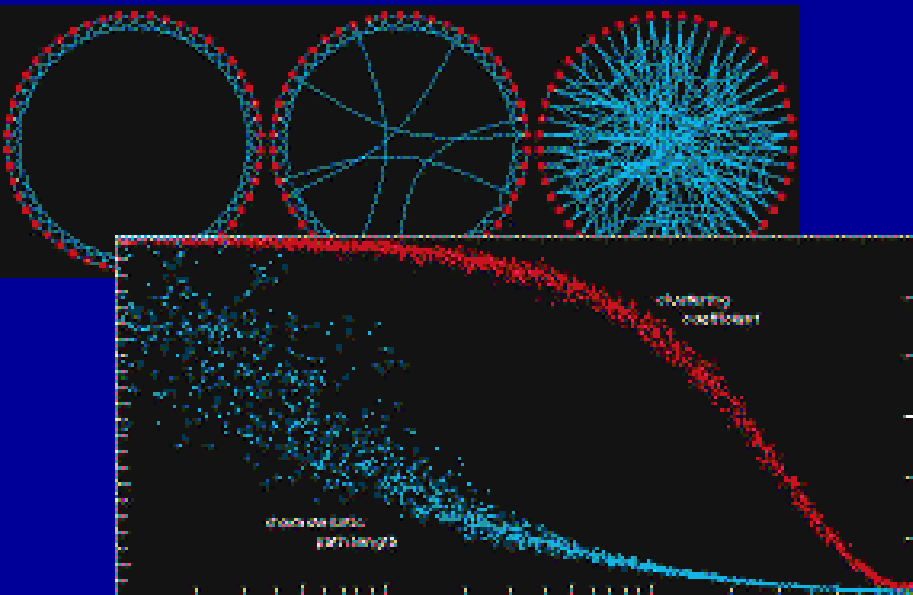 clustering
coefficient
characteristic
path length